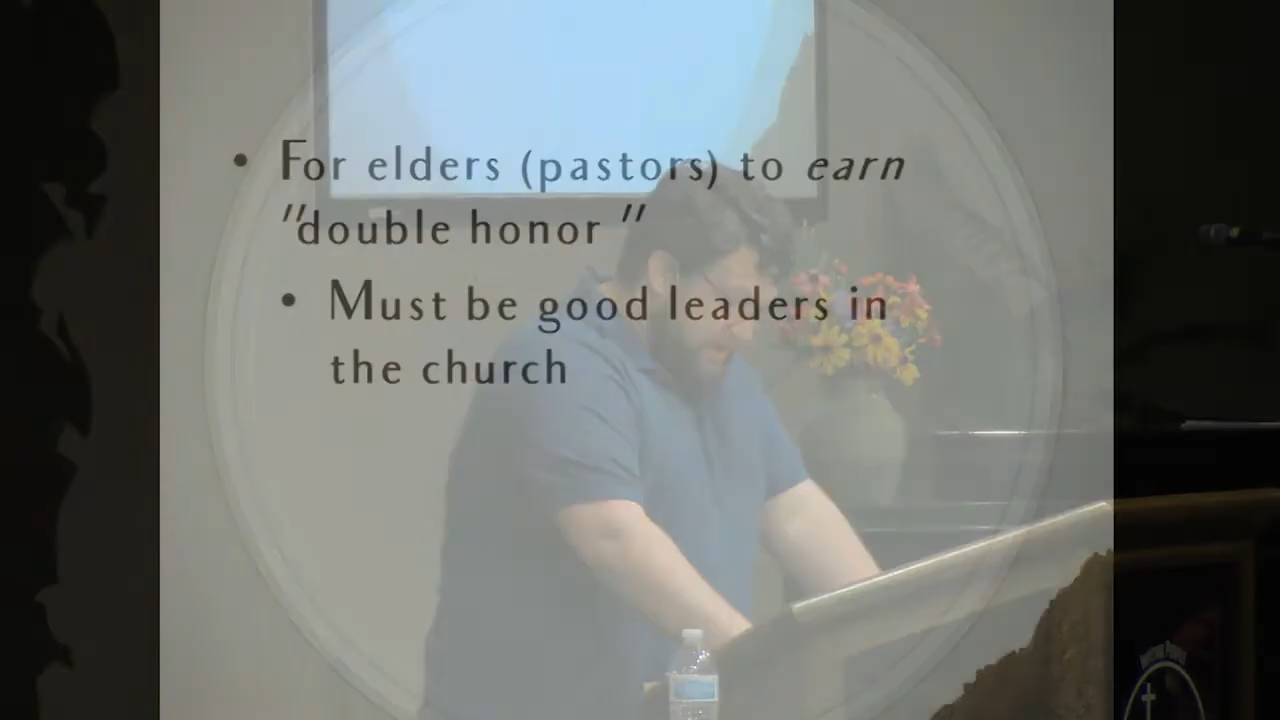 • For elders (pastors) to earn
"double honor "
• Must be good leaders in
the church